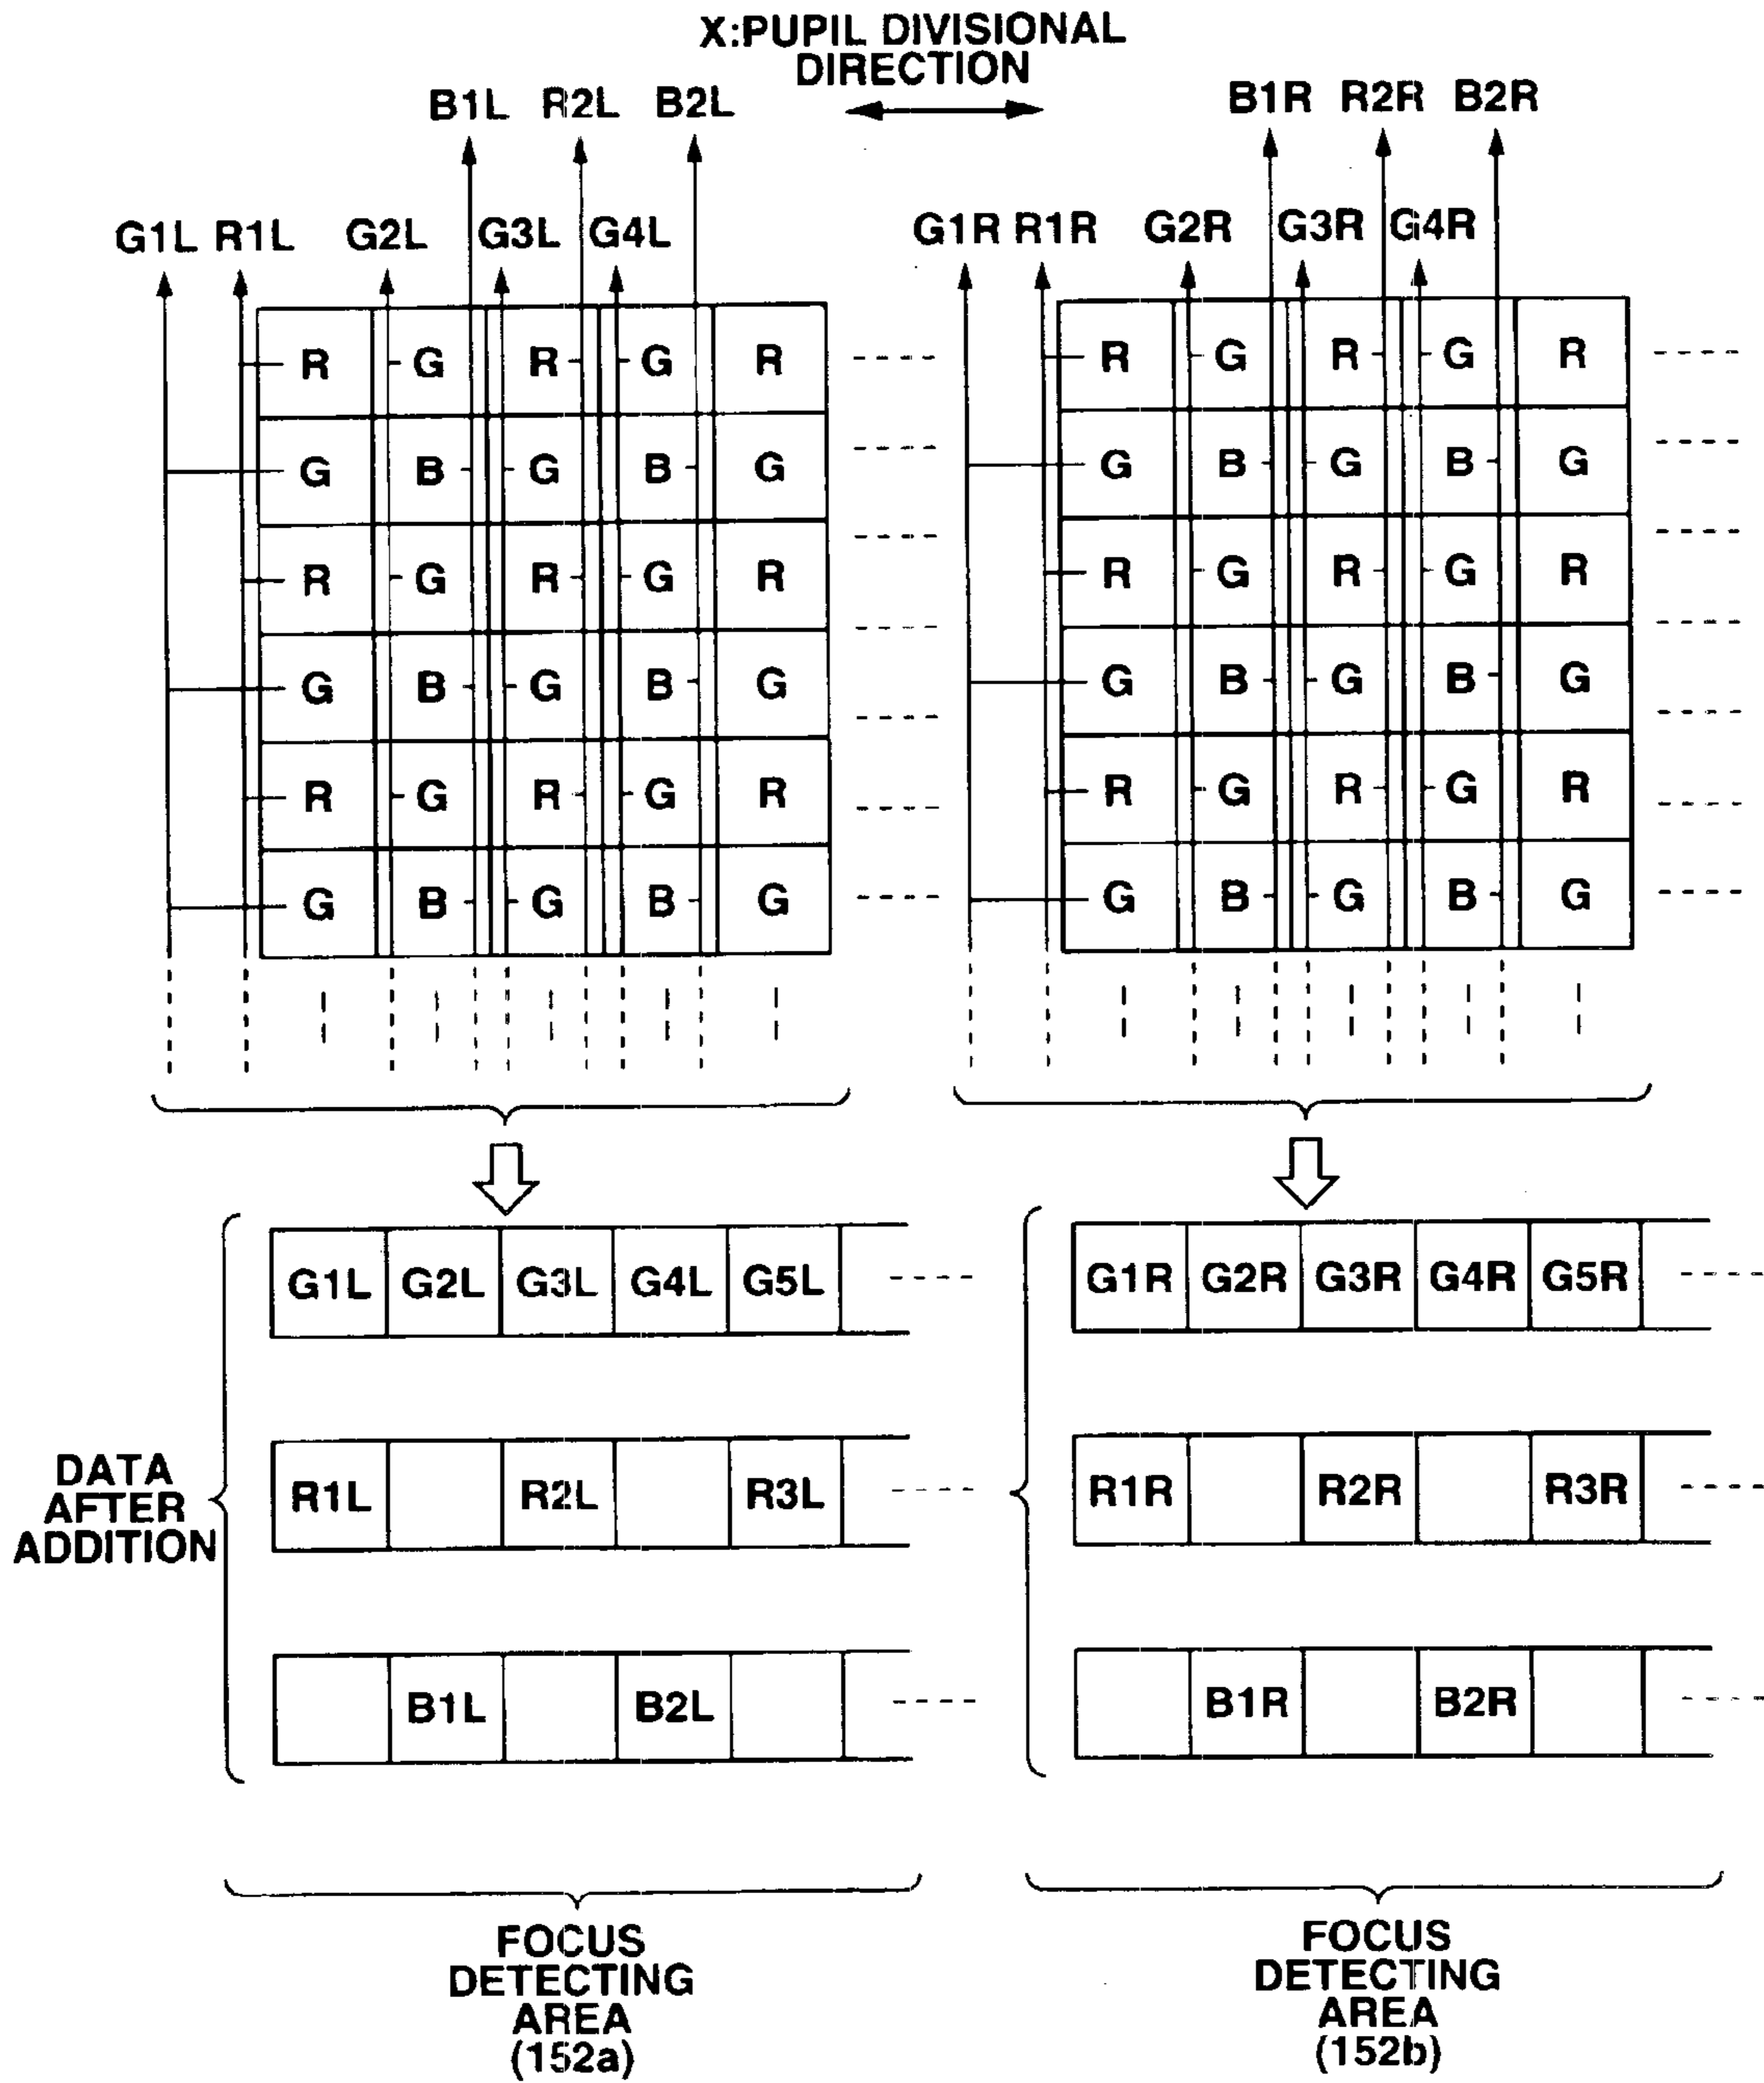 X:PUPIL DIVISIONAL
DIRECTION
B1L R2L B2L
B1R R2R B2R
G1L R1L G2L G3L G4L
G1R R1R G2R G3R G4R
R G R G R
R G R G R
G B G B G
G B G B G
R G R G R
R G R G R
G B G B G
G B G B G
R G R G R
R G R G R
G B G B G
G B G B G
G1L G2L G3L G4L G5L
G1R G2R G3R G4R G5R
DATA
AFTER
ADDITION
R1L R2L R3L
R1R R2R R3R
B1L B2L
B1R B2R
FOCUS
DETECTING
AREA
(152a)
FOCUS
DETECTING
AREA
(152b)